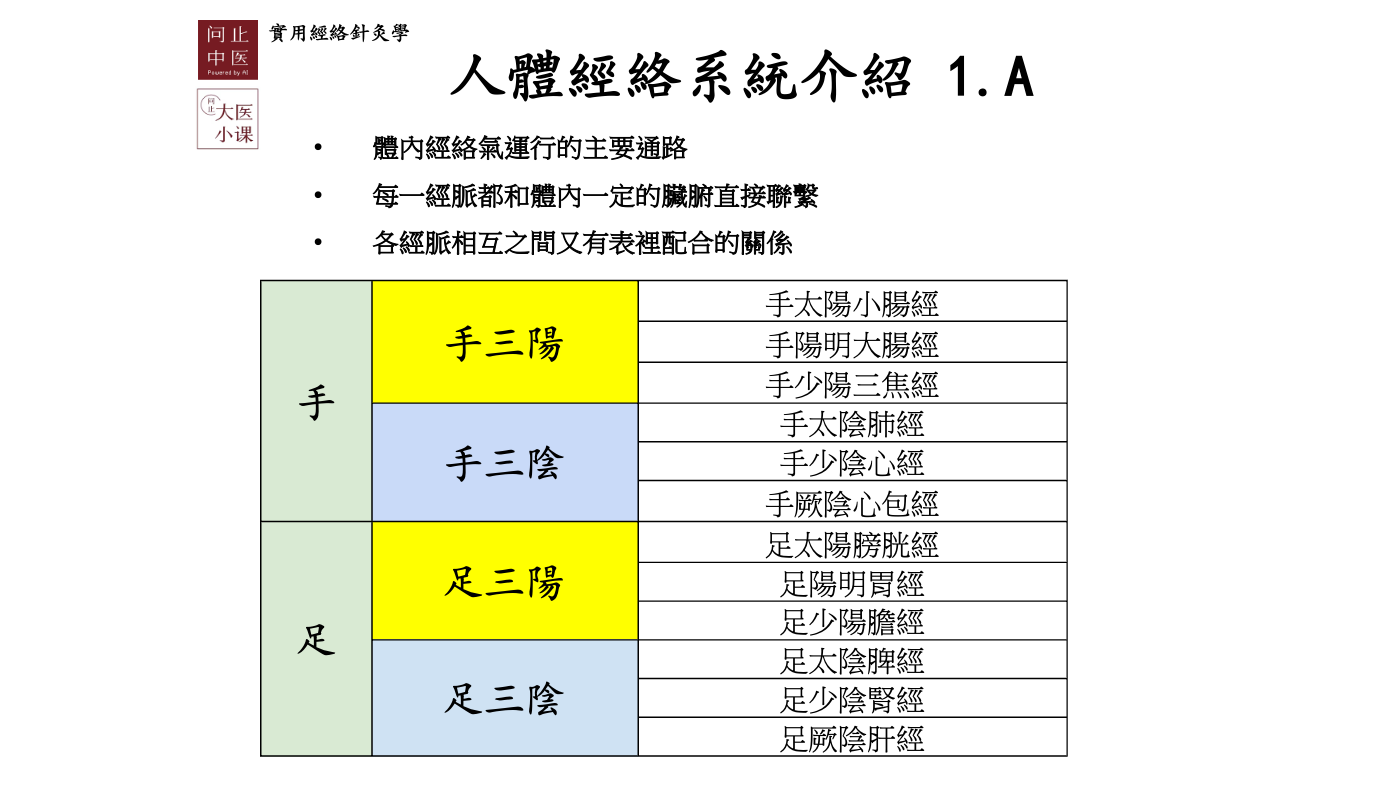 问止
中医
Powered by AI
實用經絡針灸學
问止
大医
小课
人體經絡系統介紹 1.A
• 體內經絡氣運行的主要通路
• 每一經脈都和體內一定的臟腑直接聯繫
• 各經脈相互之間又有表裡配合的關係
手
手三陽
手太陽小腸經
手陽明大腸經
手少陽三焦經
手三陰
手太陰肺經
手少陰心經
手厥陰心包經
足
足三陽
足太陽膀胱經
足陽明胃經
足少陽膽經
足三陰
足太陰脾經
足少陰腎經
足厥陰肝經